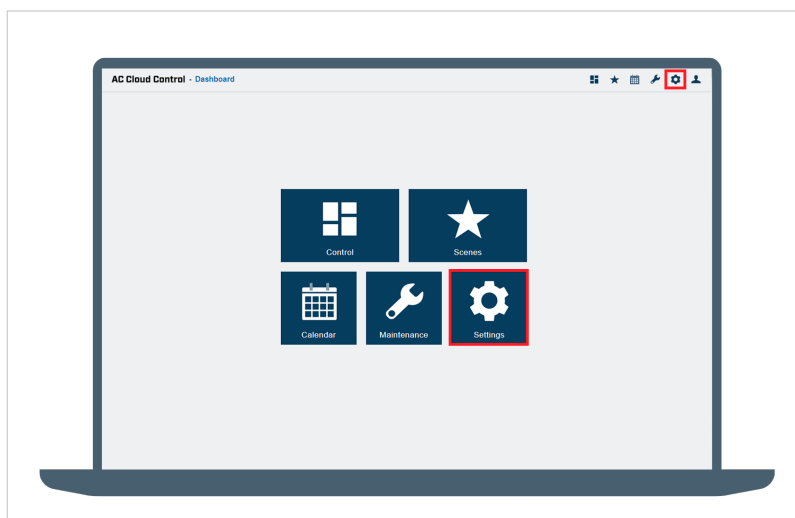 AC Cloud Control - Dashboard
Control
Scenes
Calendar
Maintenance
Settings